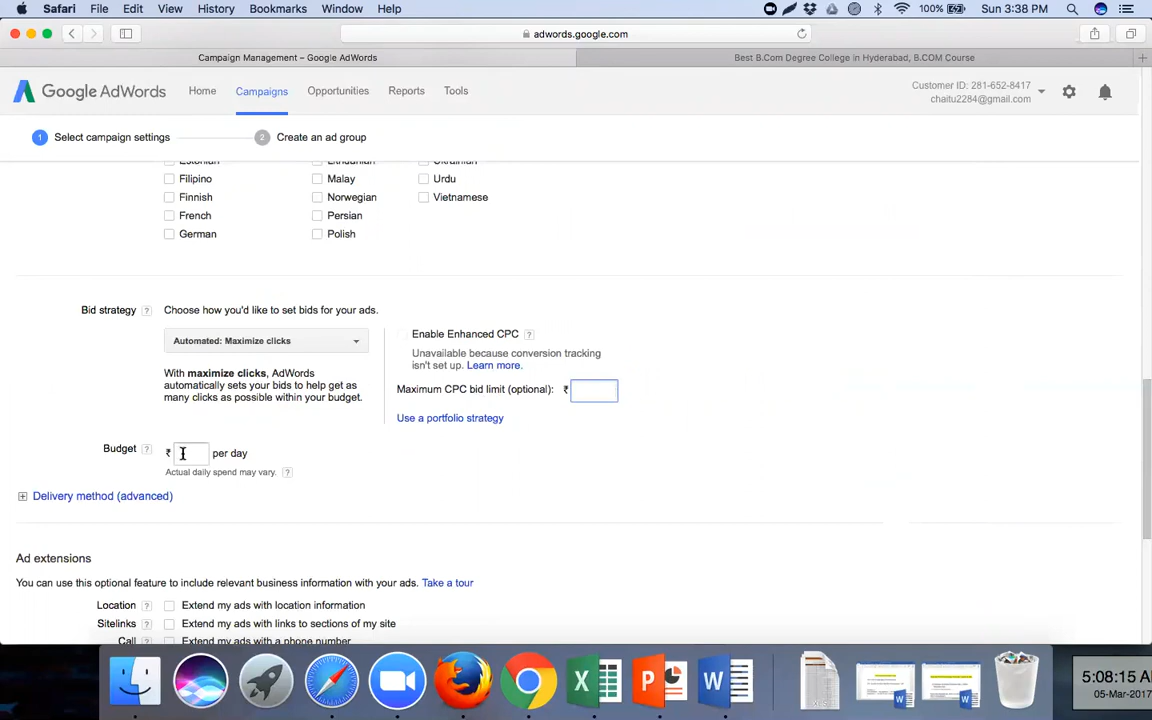 Safari File Edit View History Bookmarks Window Help 100% Sun 3:38 PM
adwords.google.com
Campaign Management – Google AdWords Best B.Com Degree College in Hyderabad, B.COM Course
Google AdWords Home Campaigns Opportunities Reports Tools
Customer ID: 281-652-8417
chaitu2284@gmail.com
1 Select campaign settings 2 Create an ad group
Estonian Ukrainian
Filipino Malay Urdu
Finnish Norwegian Vietnamese
French Persian
German Polish
Bid strategy ? Choose how you'd like to set bids for your ads.
Automated: Maximize clicks
Enable Enhanced CPC ?
Unavailable because conversion tracking
isn't set up. Learn more.
With maximize clicks, AdWords
automatically sets your bids to help get as
many clicks as possible within your budget.
Maximum CPC bid limit (optional): ₹
Use a portfolio strategy
Budget ? ₹ per day
Actual daily spend may vary. ?
Delivery method (advanced)
Ad extensions
You can use this optional feature to include relevant business information with your ads. Take a tour
Location ? Extend my ads with location information
Sitelinks ? Extend my ads with links to sections of my site
Call ? Extend my ads with a phone number
5:08:15 A
05-Mar-2017